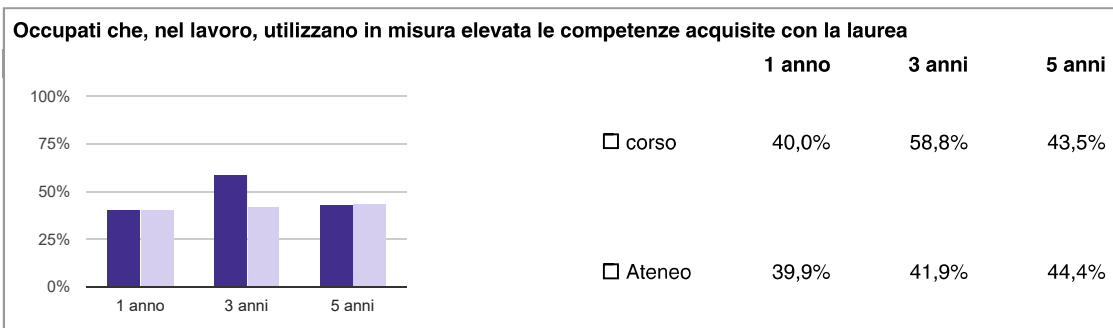 Occupati che, nel lavoro, utilizzano in misura elevata le competenze acquisite con la laurea
1 anno 3 anni 5 anni
100%
75%
50%
25%
0%
1 anno 3 anni 5 anni
corso 40,0% 58,8% 43,5%
Ateneo 39,9% 41,9% 44,4%